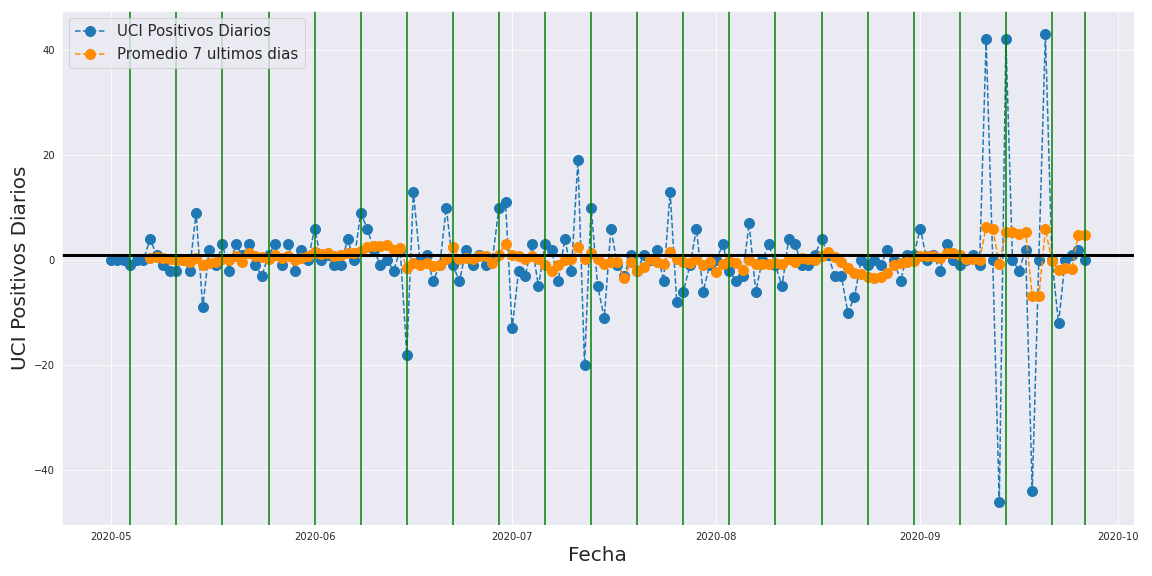 UCI Positivos Diarios
Promedio 7 ultimos dias
UCI Positivos Diarios
40
20
0
−20
−40
2020-05
2020-06
2020-07
2020-08
2020-09
2020-10
Fecha